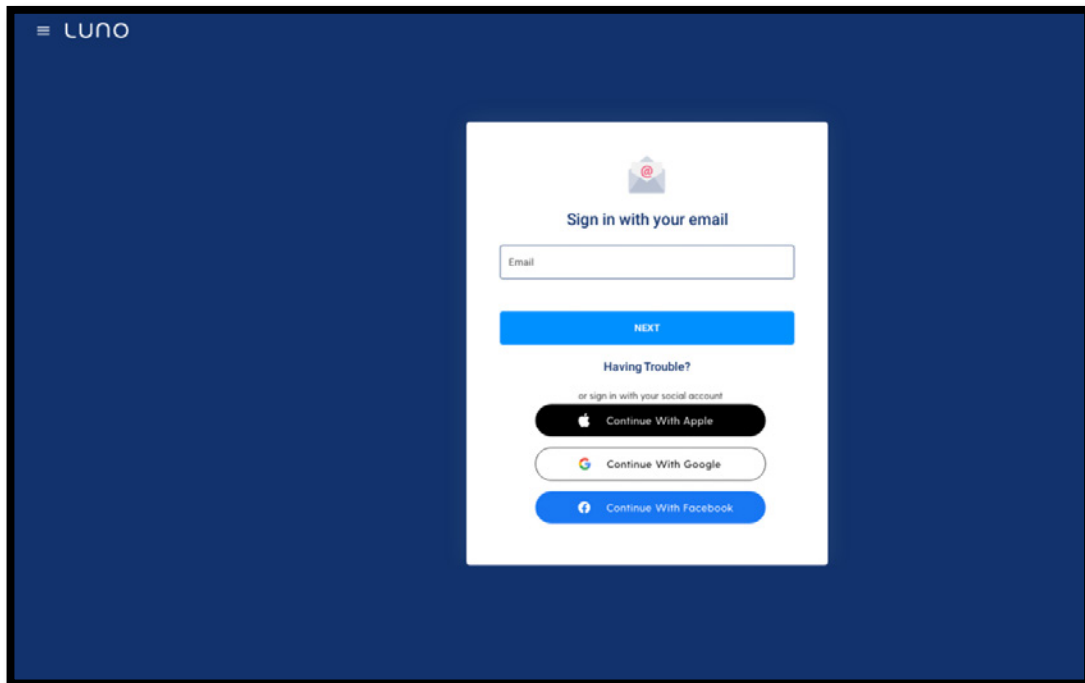 LUNO
@
Sign in with your email
Email
NEXT
Having Trouble?
or sign in with your social account
Continue With Apple
Continue With Google
Continue With Facebook